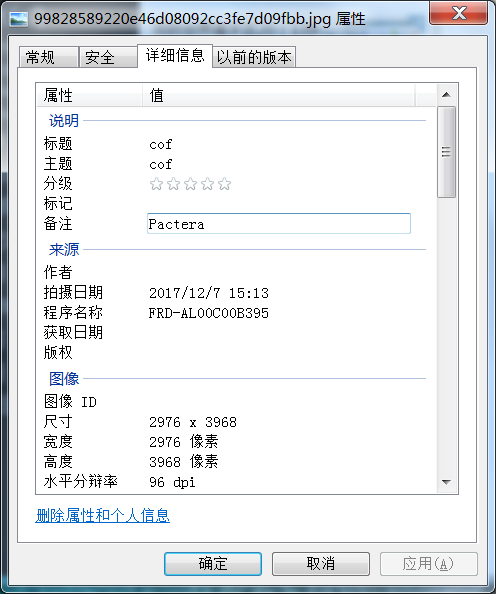 99828589220e46d08092cc3fe7d09fbb.jpg 属性
常规 安全 详细信息 以前的版本
属性 值
说明
标题 cof
主题 cof
分级
标记
备注 Pactera
来源
作者
拍摄日期 2017/12/7 15:13
程序名称 FRD-AL00C00B395
获取日期
版权
图像
图像 ID
尺寸 2976 x 3968
宽度 2976 像素
高度 3968 像素
水平分辩率 96 dpi
删除属性和个人信息
确定 取消 应用(A)